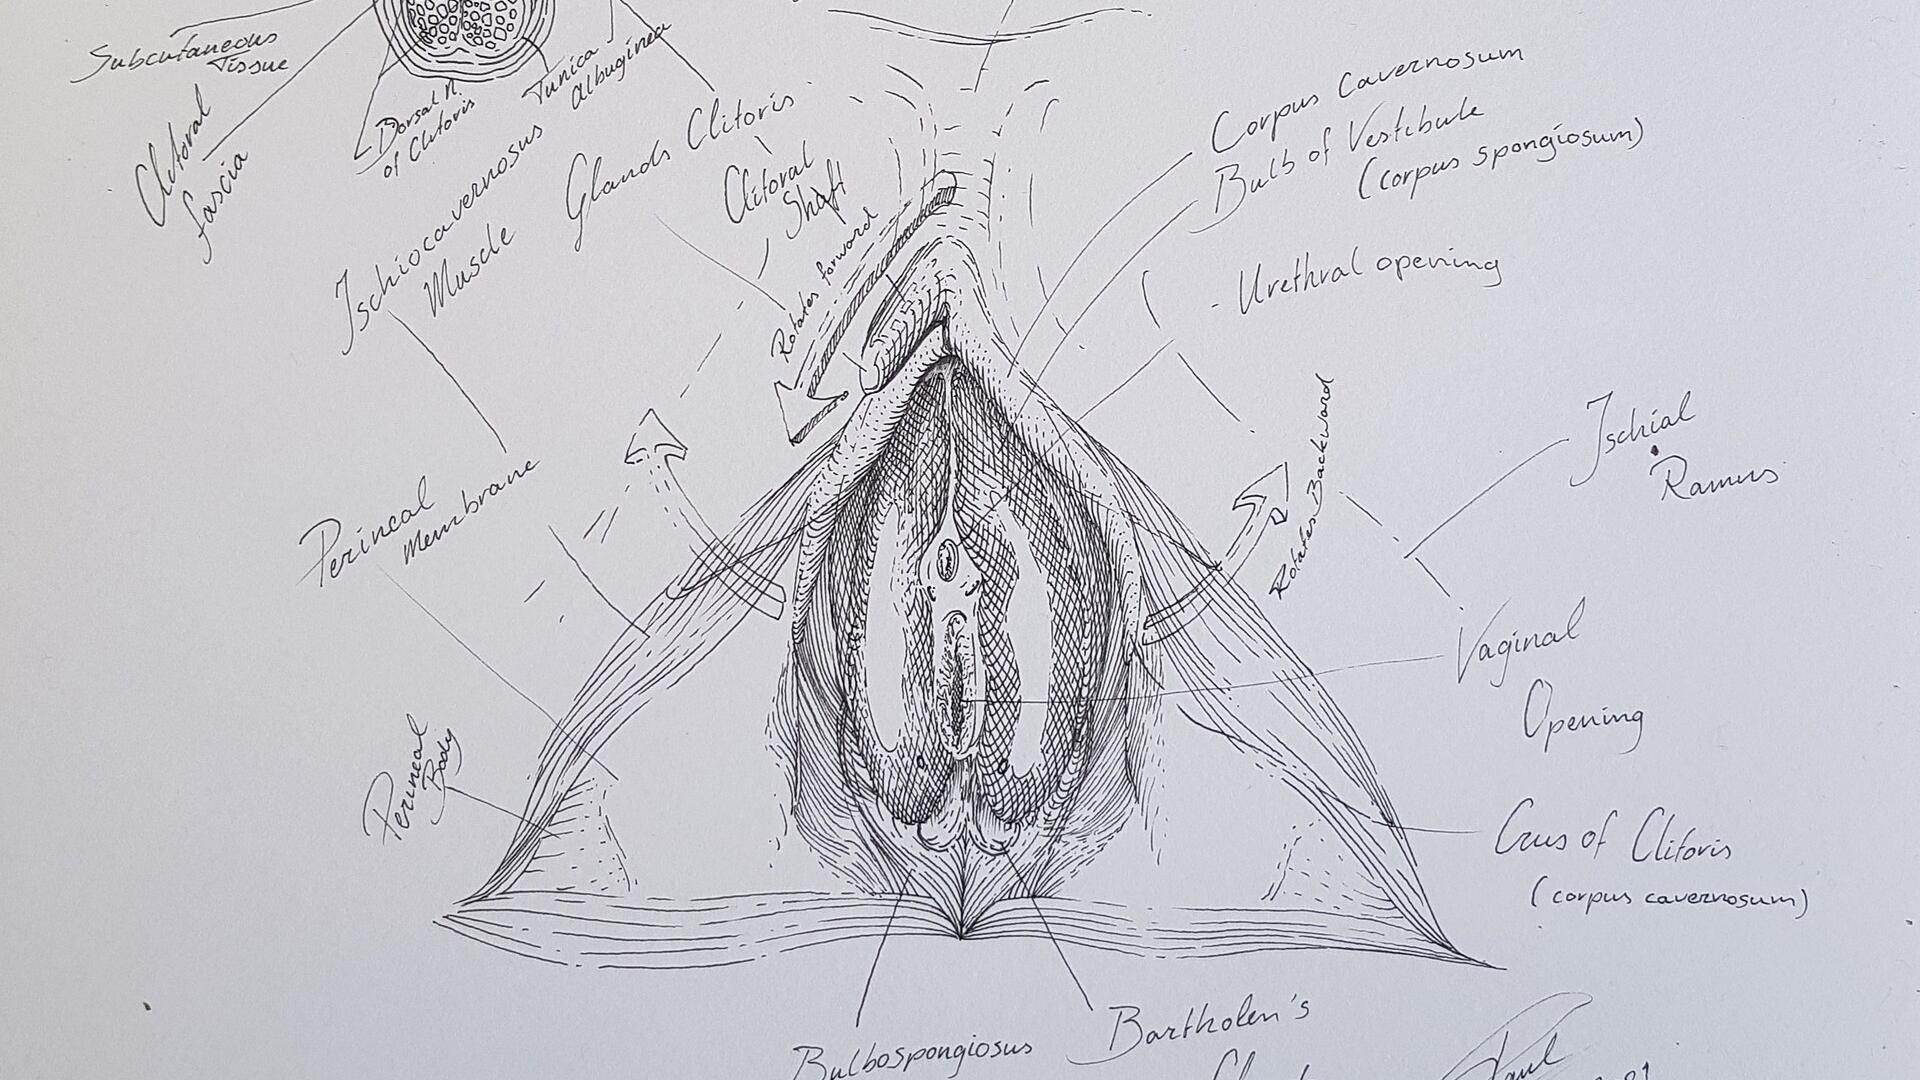 Subcutaneous
Tissue
Clitoral
fascia
Dorsal N.
of Clitoris
Tunica
albuginea
Ischiocavernosus
Muscle
Glands Clitoris
Clitoral
Shaft
Rotates forward
Corpus Cavernosum
Bulb of Vestibule
(corpus spongiosum)
Urethral opening
Rotates Backward
Ischial
Ramus
Perineal
Membrane
Vaginal
Opening
Perineal
Body
Crus of Clitoris
(corpus cavernosum)
Bulbospongiosus
Bartholen's
Paul